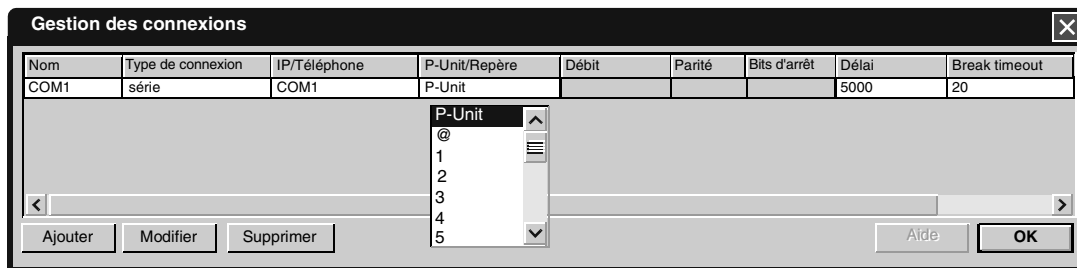 Gestion des connexions
Nom Type de connexion IP/Téléphone P-Unit/Repère Débit Parité Bits d'arrêt Délai Break timeout
COM1 série COM1 P-Unit 5000 20
P-Unit
@
1
2
3
4
5
Ajouter Modifier Supprimer Aide OK